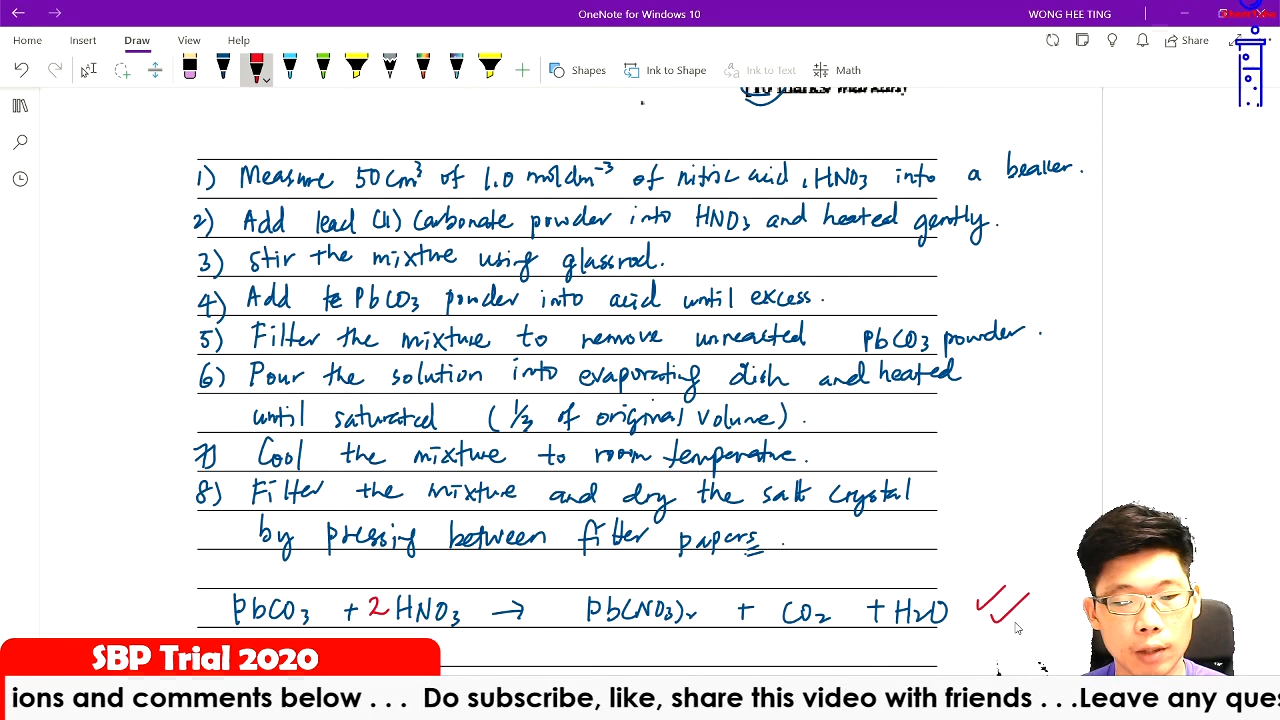 OneNote for Windows 10
WONG HEE TING
Home Insert Draw View Help
Share
Shapes Ink to Shape Ink to Text Math
1) Measure 50cm³ of 1.0 moldm⁻³ of nitric acid, HNO₃ into a beaker.
2) Add lead (II) carbonate powder into HNO₃ and heated gently.
3) Stir the mixture using glassrod.
4) Add PbCO₃ powder into acid until excess.
5) Filter the mixture to remove unreacted PbCO₃ powder.
6) Pour the solution into evaporating dish and heated
until saturated (1/3 of original volume).
7) Cool the mixture to room temperature.
8) Filter the mixture and dry the salt crystal
by pressing between filter papers.
PbCO₃ + 2HNO₃ → Pb(NO₃)₂ + CO₂ + H₂O
SBP Trial 2020
ions and comments below . . . Do subscribe, like, share this video with friends . . .Leave any ques